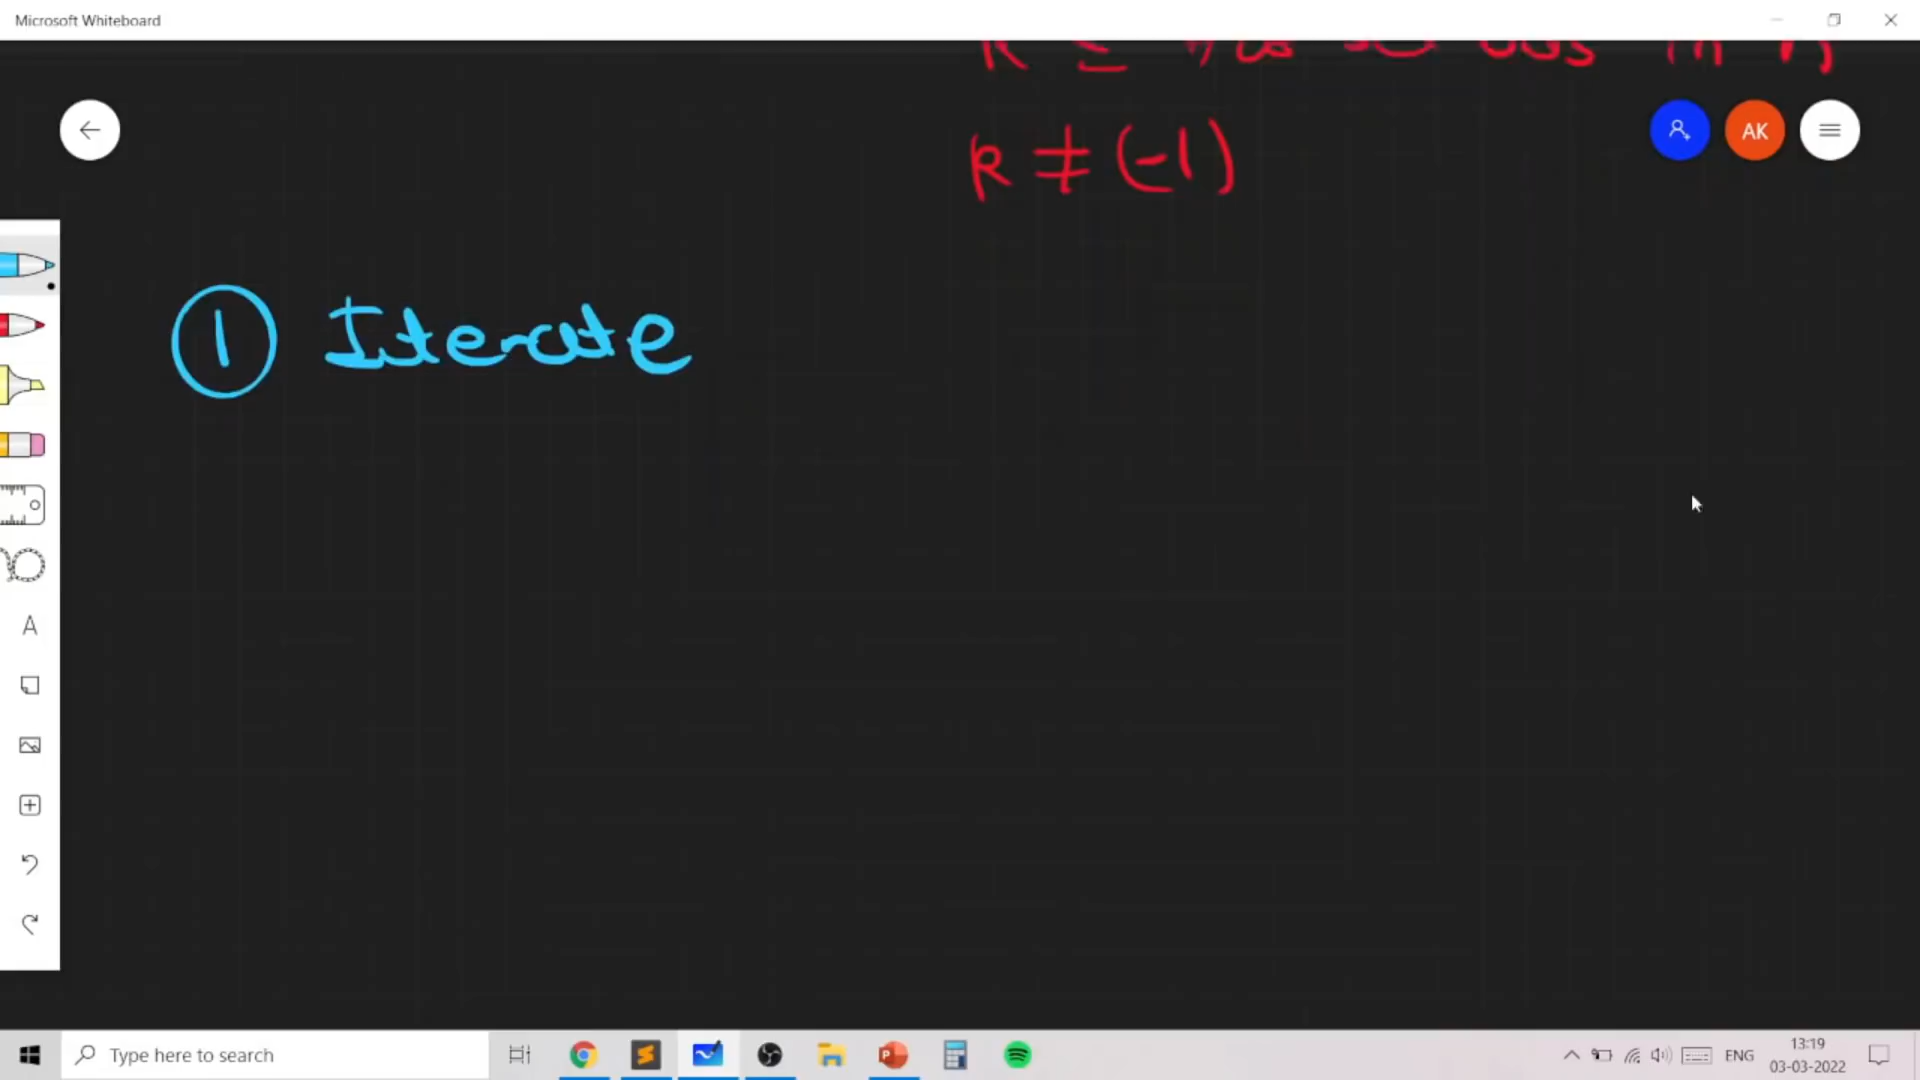 Microsoft Whiteboard
k ≠ (-1)
AK
① Iterate
A
Type here to search
ENG
13:19
03-03-2022